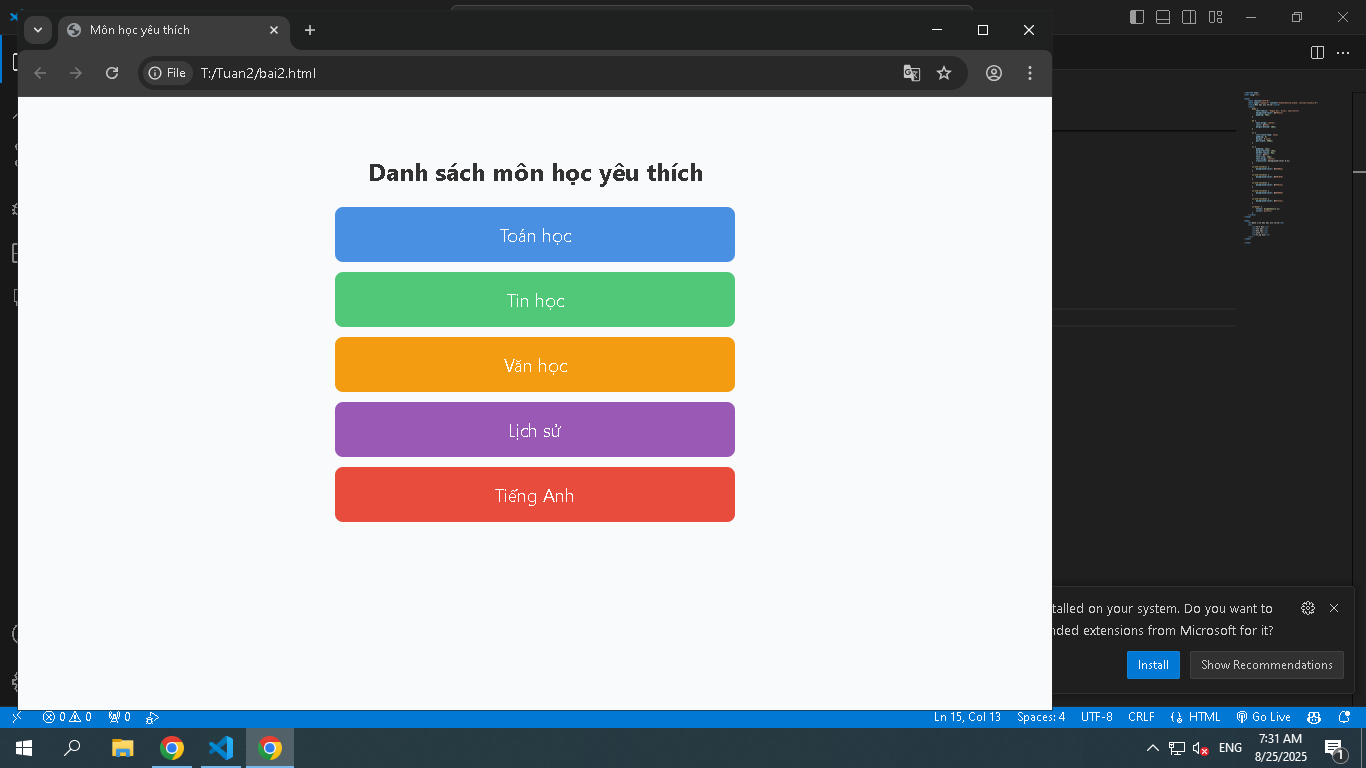 Môn học yêu thích
File
T:/Tuan2/bai2.html
Danh sách môn học yêu thích
Toán học
Tin học
Văn học
Lịch sử
Tiếng Anh
talled on your system. Do you want to
nded extensions from Microsoft for it?
Install
Show Recommendations
0 0 0
Ln 15, Col 13
Spaces: 4
UTF-8
CRLF
HTML
Go Live
ENG
7:31 AM
8/25/2025
1